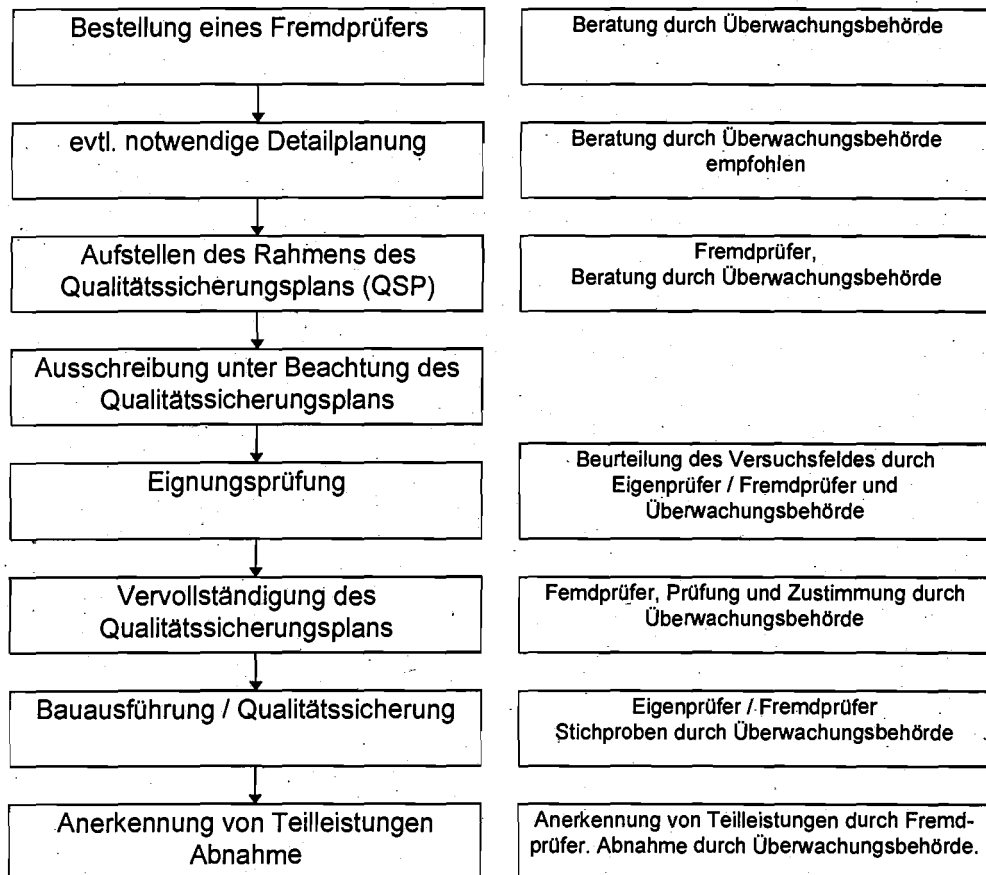 Bestellung eines Fremdprüfers
Beratung durch Überwachungsbehörde
evtl. notwendige Detailplanung
Beratung durch Überwachungsbehörde
empfohlen
Aufstellen des Rahmens des
Qualitätssicherungsplans (QSP)
Fremdprüfer,
Beratung durch Überwachungsbehörde
Ausschreibung unter Beachtung des
Qualitätssicherungsplans
Eignungsprüfung
Beurteilung des Versuchsfeldes durch
Eigenprüfer / Fremdprüfer und
Überwachungsbehörde
Vervollständigung des
Qualitätssicherungsplans
Femdprüfer, Prüfung und Zustimmung durch
Überwachungsbehörde
Bauausführung / Qualitätssicherung
Eigenprüfer / Fremdprüfer
Stichproben durch Überwachungsbehörde
Anerkennung von Teilleistungen
Abnahme
Anerkennung von Teilleistungen durch Fremd-
prüfer. Abnahme durch Überwachungsbehörde.